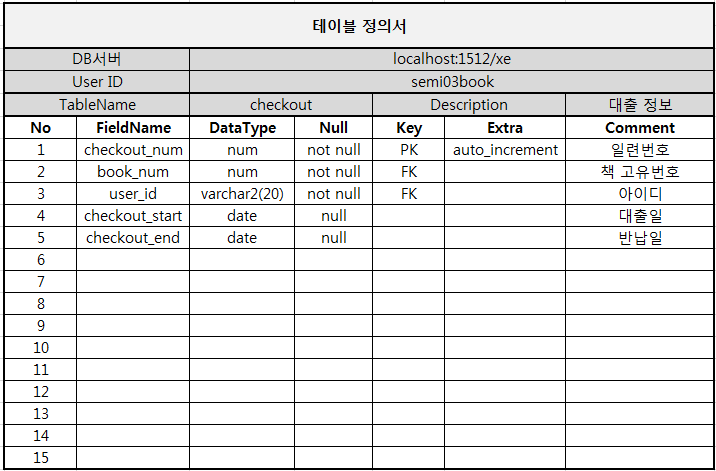 테이블 정의서
DB서버 localhost:1512/xe
User ID semi03book
TableName checkout Description 대출 정보
No FieldName DataType Null Key Extra Comment
1 checkout_num num not null PK auto_increment 일련번호
2 book_num num not null FK 책 고유번호
3 user_id varchar2(20) not null FK 아이디
4 checkout_start date null 대출일
5 checkout_end date null 반납일
6
7
8
9
10
11
12
13
14
15